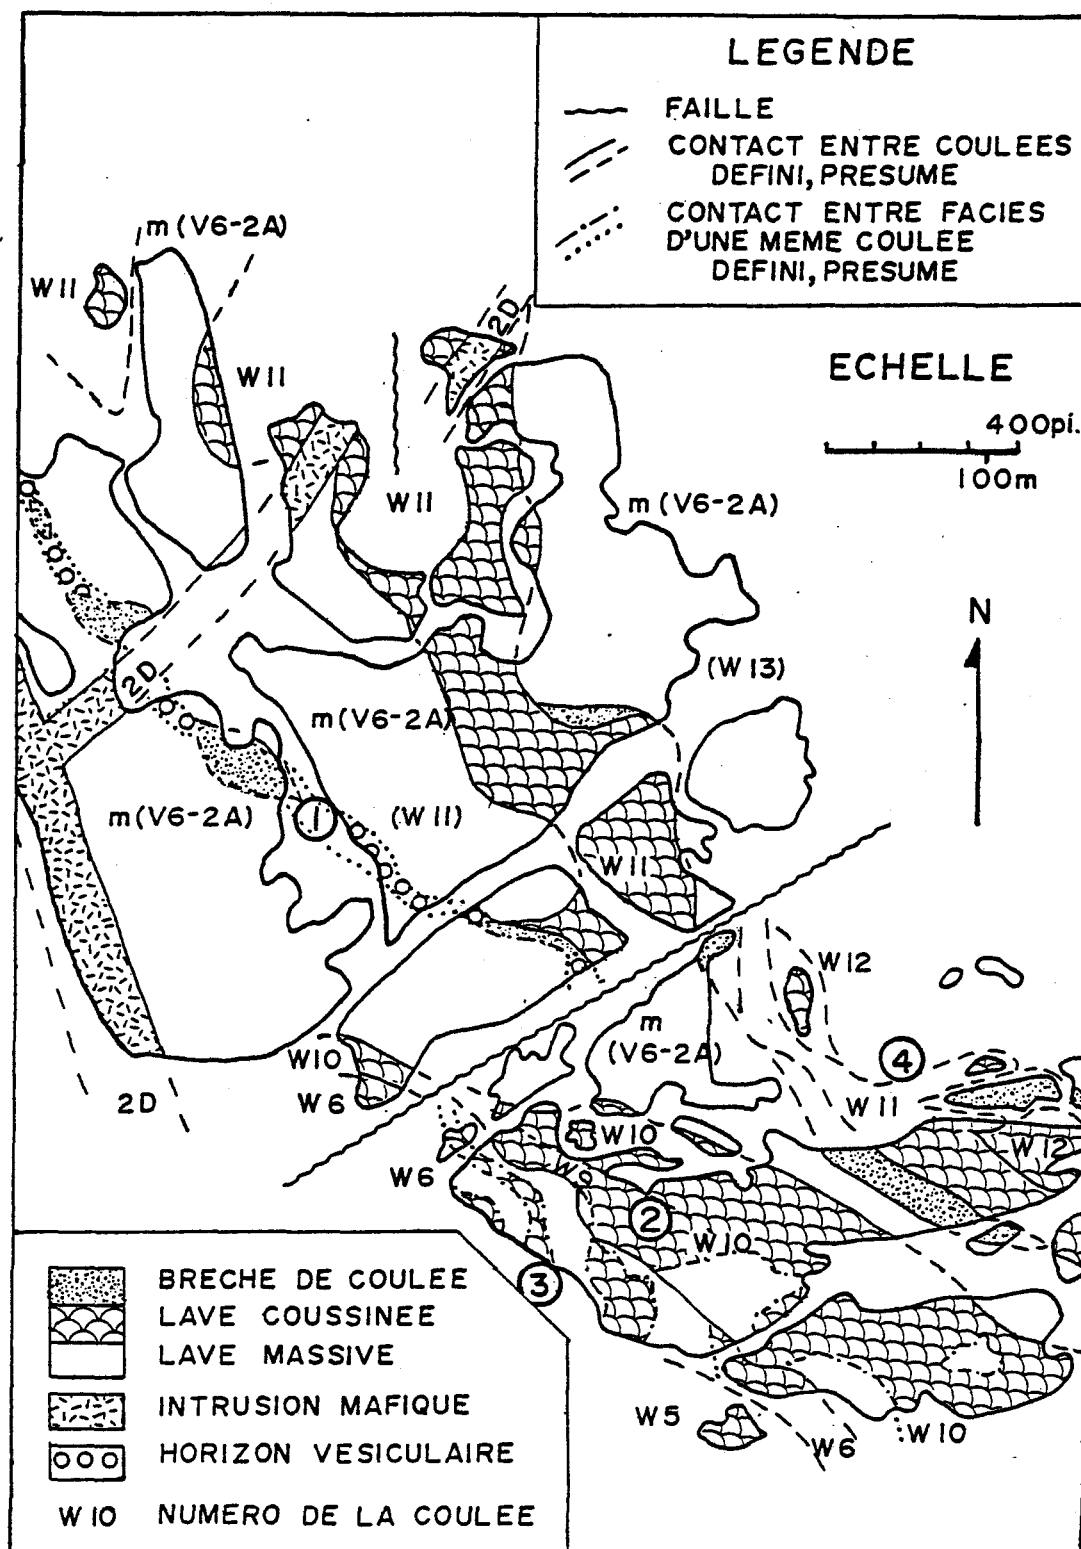 LEGENDE
FAILLE
CONTACT ENTRE COULEES
DEFINI, PRESUME
CONTACT ENTRE FACIES
D'UNE MEME COULEE
DEFINI, PRESUME
m (V6-2A)
W11
2D
W11
ECHELLE
400pi.
100m
W11
m (V6-2A)
N
(W13)
2D
m(V6-2A)
m(V6-2A)
1
(W11)
W11
W12
m
(V6-2A)
4
W10
W6
2D
W11
W10
W12
W6
W6
2
W10
3
W5
W6
W10
BRECHE DE COULEE
LAVE COUSSINEE
LAVE MASSIVE
INTRUSION MAFIQUE
HORIZON VESICULAIRE
W10 NUMERO DE LA COULEE